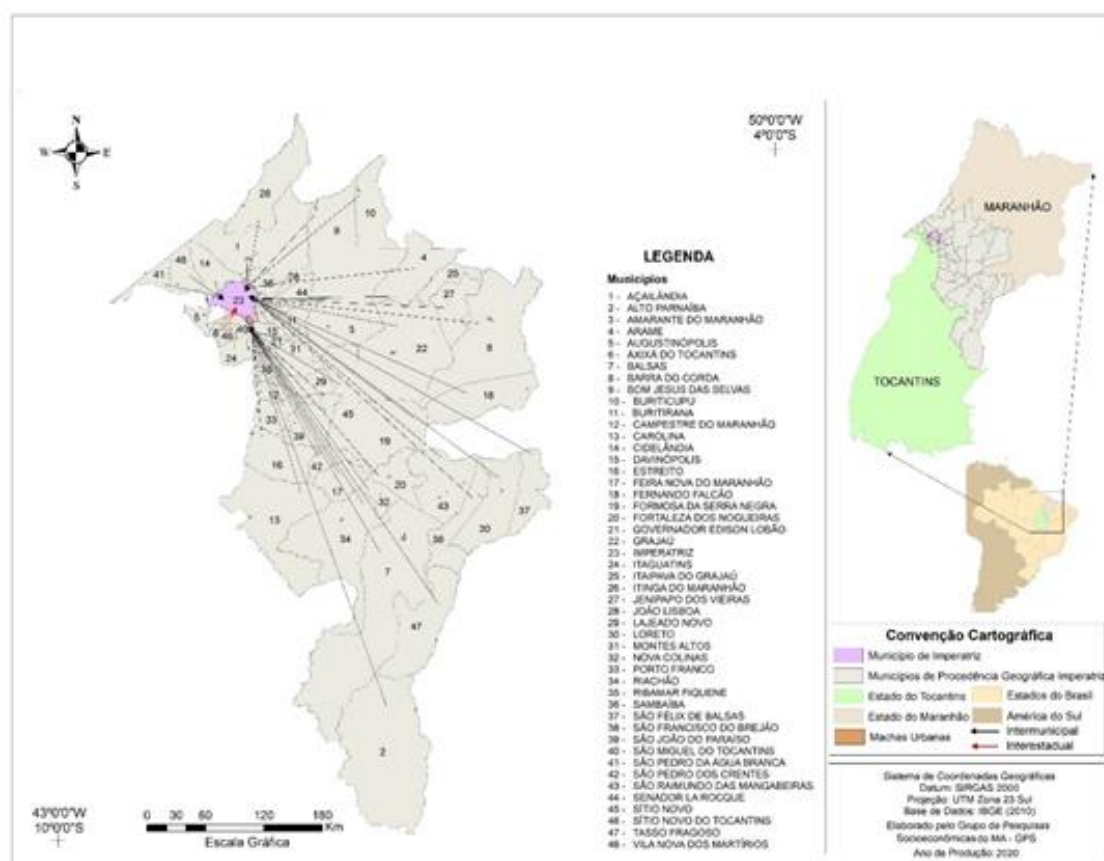 N
W E
S
50º0'0"W
4º0'0"S
MARANHÃO
TOCANTINS
LEGENDA
Municípios
1 - AÇAILÂNDIA
2 - ALTO PARNAÍBA
3 - AMARANTE DO MARANHÃO
4 - ARAME
5 - AUGUSTINÓPOLIS
6 - AXIXÁ DO TOCANTINS
7 - BALSAS
8 - BARRA DO CORDA
9 - BOM JESUS DAS SELVAS
10 - BURITICUPU
11 - BURITIRANA
12 - CAMPESTRE DO MARANHÃO
13 - CAROLINA
14 - CIDELÂNDIA
15 - DAVINÓPOLIS
16 - ESTREITO
17 - FEIRA NOVA DO MARANHÃO
18 - FERNANDO FALCÃO
19 - FORMOSA DA SERRA NEGRA
20 - FORTALEZA DOS NOGUEIRAS
21 - GOVERNADOR EDISON LOBÃO
22 - GRAJAÚ
23 - IMPERATRIZ
24 - ITAGUATINS
25 - ITAIPAVA DO GRAJAÚ
26 - ITINGA DO MARANHÃO
27 - JENIPAPO DOS VIEIRAS
28 - JOÃO LISBOA
29 - LAJEADO NOVO
30 - LORETO
31 - MONTES ALTOS
32 - NOVA COLINAS
33 - PORTO FRANCO
34 - RIACHÃO
35 - RIBAMAR FIQUENE
36 - SAMBAÍBA
37 - SÃO FÉLIX DE BALSAS
38 - SÃO FRANCISCO DO BREJÃO
39 - SÃO JOÃO DO PARAÍSO
40 - SÃO MIGUEL DO TOCANTINS
41 - SÃO PEDRO DA ÁGUA BRANCA
42 - SÃO PEDRO DOS CRENTES
43 - SÃO RAIMUNDO DAS MANGABEIRAS
44 - SENADOR LA ROCQUE
45 - SÍTIO NOVO
46 - SÍTIO NOVO DO TOCANTINS
47 - TASSO FRAGOSO
48 - VILA NOVA DOS MARTÍRIOS
43º0'0"W
10º0'0"S
0 30 60 120 180
Km
Escala Gráfica
Convenção Cartográfica
Município de Imperatriz
Municípios de Procedência Geográfica Imperatriz
Estado do Tocantins
Estados do Brasil
Estado do Maranhão
América do Sul
Machas Urbanas
Intermunicipal
Interestadual
Sistema de Coordenadas Geográficas
Datum: SIRGAS 2000
Projeção: UTM Zona 23 Sul
Base de Dados: IBGE (2010)
Elaborado pelo Grupo de Pesquisas
Socioeconômicas do MA - GPS
Ano de Produção: 2020